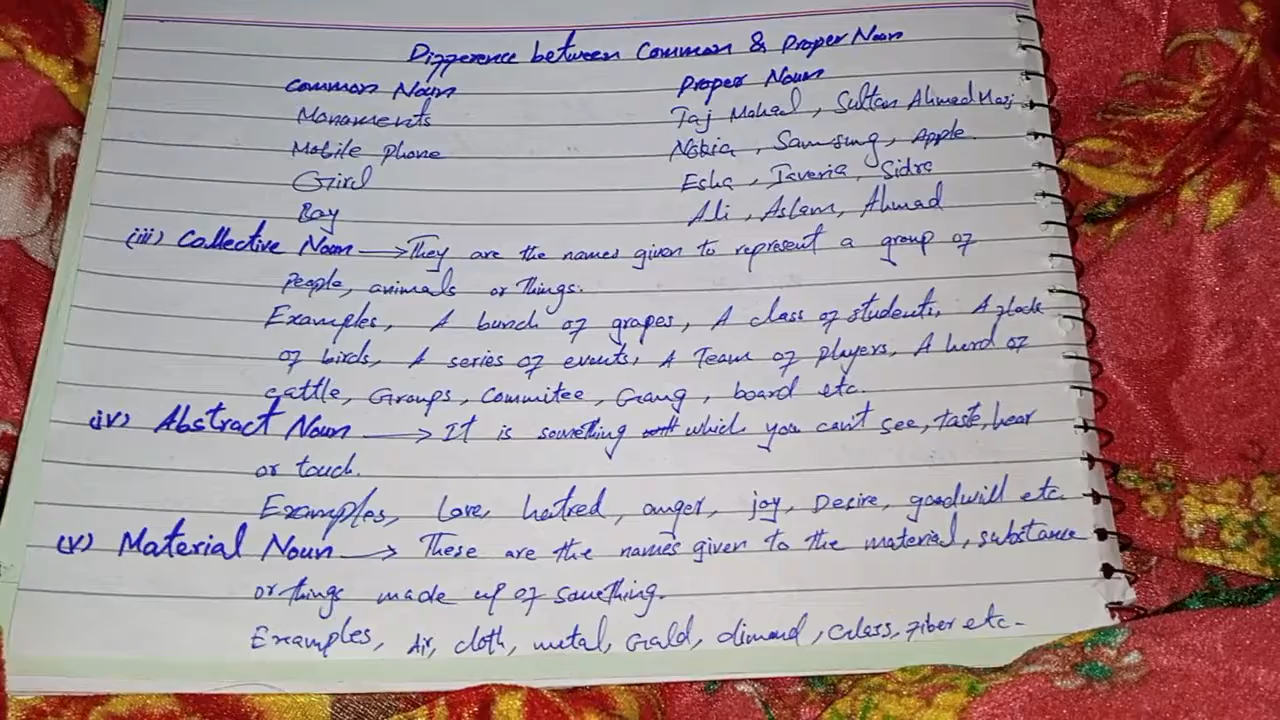 Difference between Common & Proper Noun
Common Noun Proper Noun
Monuments Taj Mahal, Sultan Ahmed Masj
Mobile phone Nokia, Samsung, Apple.
Girl Esha, Javeria, Sidra
Boy Ali, Aslam, Ahmad
(iii) Collective Noun → They are the names given to represent a group of
People, animals or things.
Examples, A bunch of grapes, A class of students, A flock
of birds, A series of events, A Team of players, A herd of
cattle, Groups, Commitee, Gang, board etc.
(iv) Abstract Noun → It is something which you can't see, taste, hear
or touch.
Examples, Love, hatred, anger, joy, Desire, goodwill etc.
(v) Material Noun → These are the names given to the material, substance
or things made up of something.
Examples, Air, cloth, metal, Gold, dimond, Glass, Fiber etc.